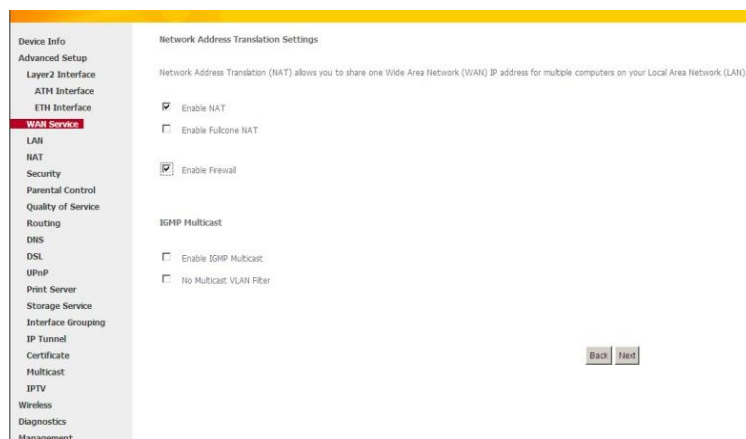 Device Info
Advanced Setup
Layer2 Interface
ATM Interface
ETH Interface
WAN Service
LAN
NAT
Security
Parental Control
Quality of Service
Routing
DNS
DSL
UPnP
Print Server
Storage Service
Interface Grouping
IP Tunnel
Certificate
Multicast
IPTV
Wireless
Diagnostics
Management
Network Address Translation Settings
Network Address Translation (NAT) allows you to share one Wide Area Network (WAN) IP address for multiple computers on your Local Area Network (LAN)
Enable NAT
Enable Fullcone NAT
Enable Firewall
IGMP Multicast
Enable IGMP Multicast
No Multicast VLAN Filter
Back Next